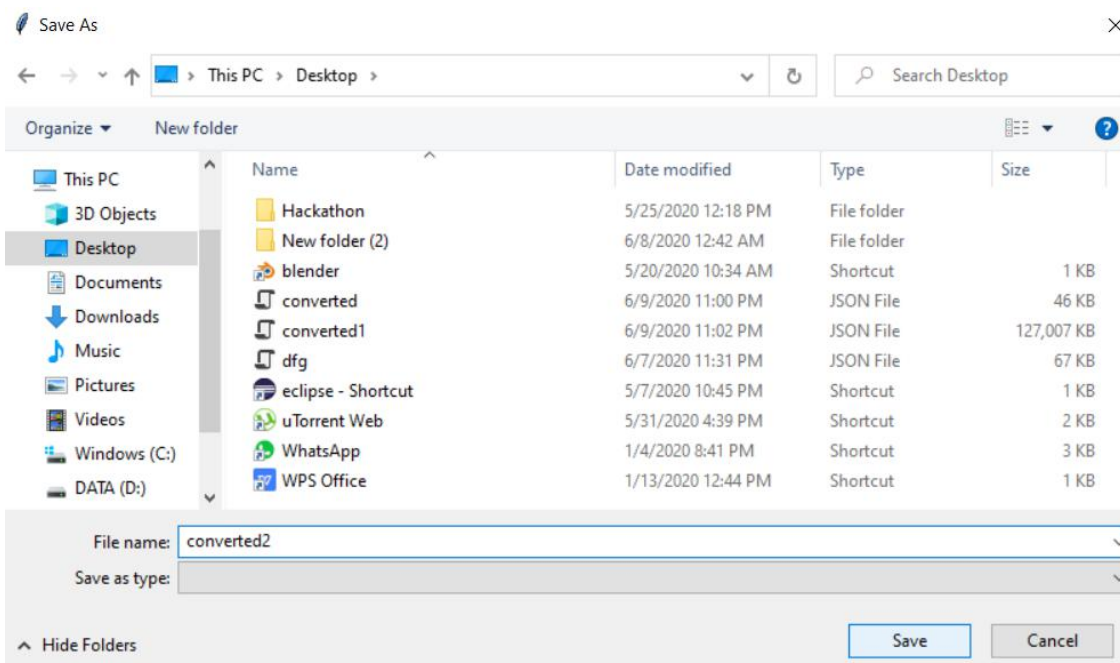 Save As
This PC > Desktop >
Search Desktop
Organize
New folder
Name Date modified Type Size
This PC
3D Objects
Desktop
Documents
Downloads
Music
Pictures
Videos
Windows (C:)
DATA (D:)
Hackathon 5/25/2020 12:18 PM File folder
New folder (2) 6/8/2020 12:42 AM File folder
blender 5/20/2020 10:34 AM Shortcut 1 KB
converted 6/9/2020 11:00 PM JSON File 46 KB
converted1 6/9/2020 11:02 PM JSON File 127,007 KB
dfg 6/7/2020 11:31 PM JSON File 67 KB
eclipse - Shortcut 5/7/2020 10:45 PM Shortcut 1 KB
uTorrent Web 5/31/2020 4:39 PM Shortcut 2 KB
WhatsApp 1/4/2020 8:41 PM Shortcut 3 KB
WPS Office 1/13/2020 12:44 PM Shortcut 1 KB
File name: converted2
Save as type:
Hide Folders
Save
Cancel